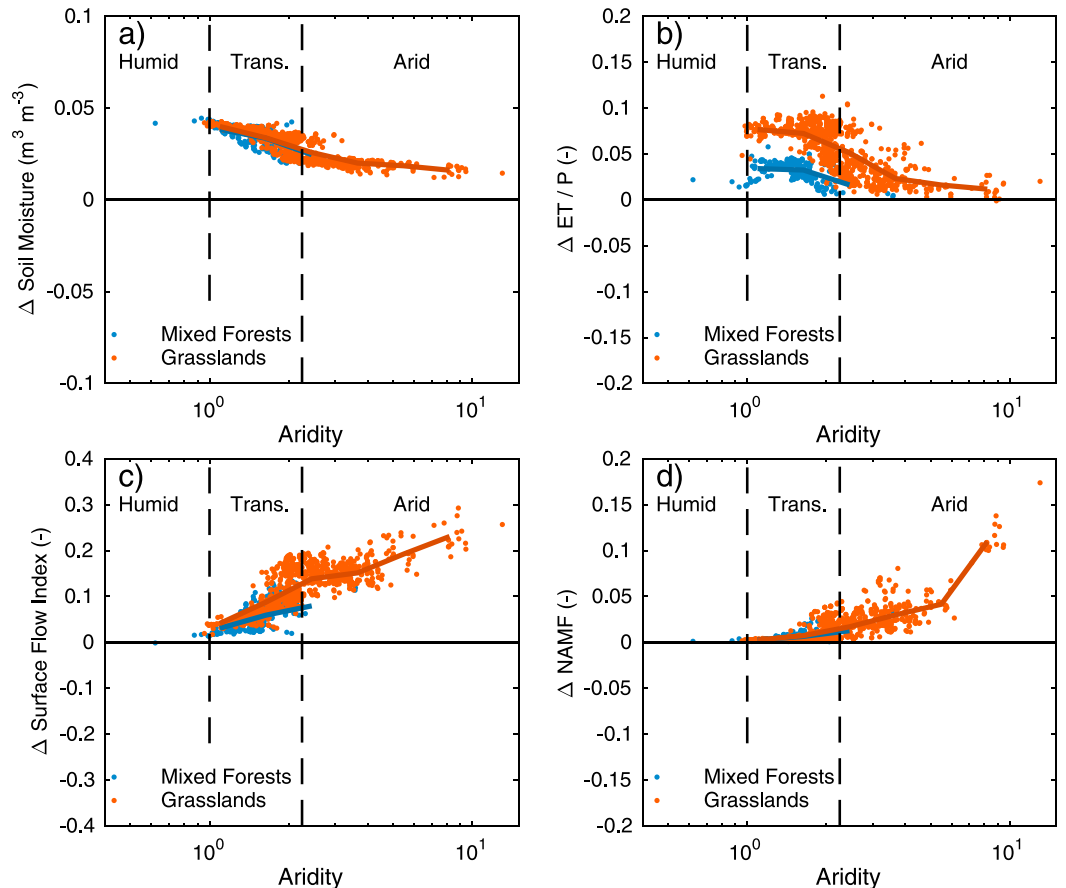 a)
Humid Trans. Arid
0.1
0.05
0
-0.05
-0.1
Δ Soil Moisture (m³ m⁻³)
Mixed Forests
Grasslands
10⁰ 10¹
Aridity
b)
Humid Trans. Arid
0.2
0.15
0.1
0.05
0
-0.05
-0.1
-0.15
-0.2
Δ ET / P (-)
Mixed Forests
Grasslands
10⁰ 10¹
Aridity
c)
Humid Trans. Arid
0.4
0.3
0.2
0.1
0
-0.1
-0.2
-0.3
-0.4
Δ Surface Flow Index (-)
Mixed Forests
Grasslands
10⁰ 10¹
Aridity
d)
Humid Trans. Arid
0.2
0.15
0.1
0.05
0
-0.05
-0.1
-0.15
-0.2
Δ NAMF (-)
Mixed Forests
Grasslands
10⁰ 10¹
Aridity